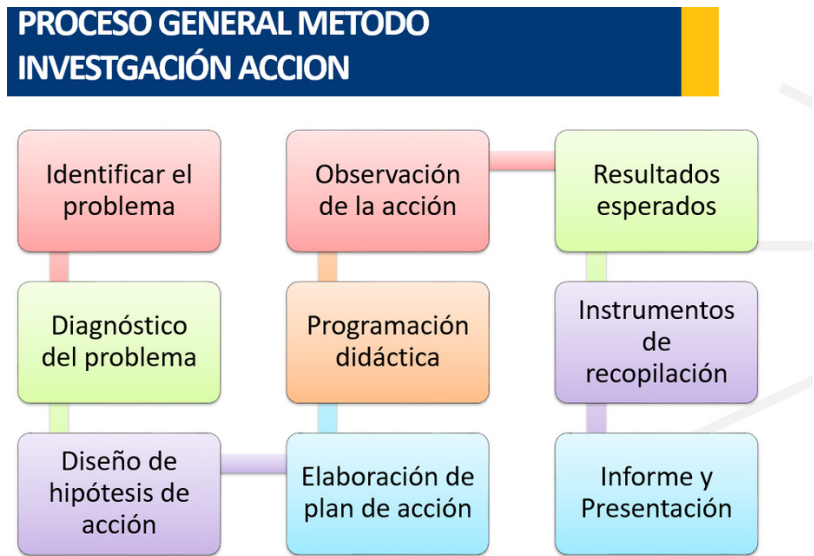 PROCESO GENERAL METODO
INVESTGACIÓN ACCION
Identificar el
problema
Diagnóstico
del problema
Diseño de
hipótesis de
acción
Elaboración de
plan de acción
Programación
didáctica
Observación
de la acción
Resultados
esperados
Instrumentos
de
recopilación
Informe y
Presentación